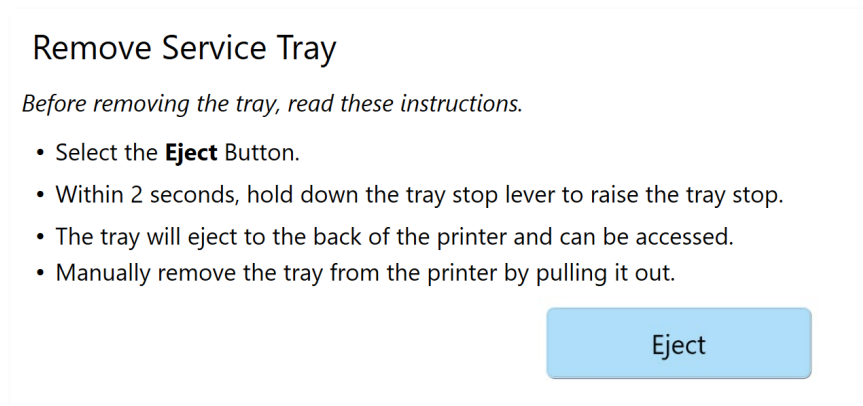 Remove Service Tray
Before removing the tray, read these instructions.
• Select the Eject Button.
• Within 2 seconds, hold down the tray stop lever to raise the tray stop.
• The tray will eject to the back of the printer and can be accessed.
• Manually remove the tray from the printer by pulling it out.
Eject